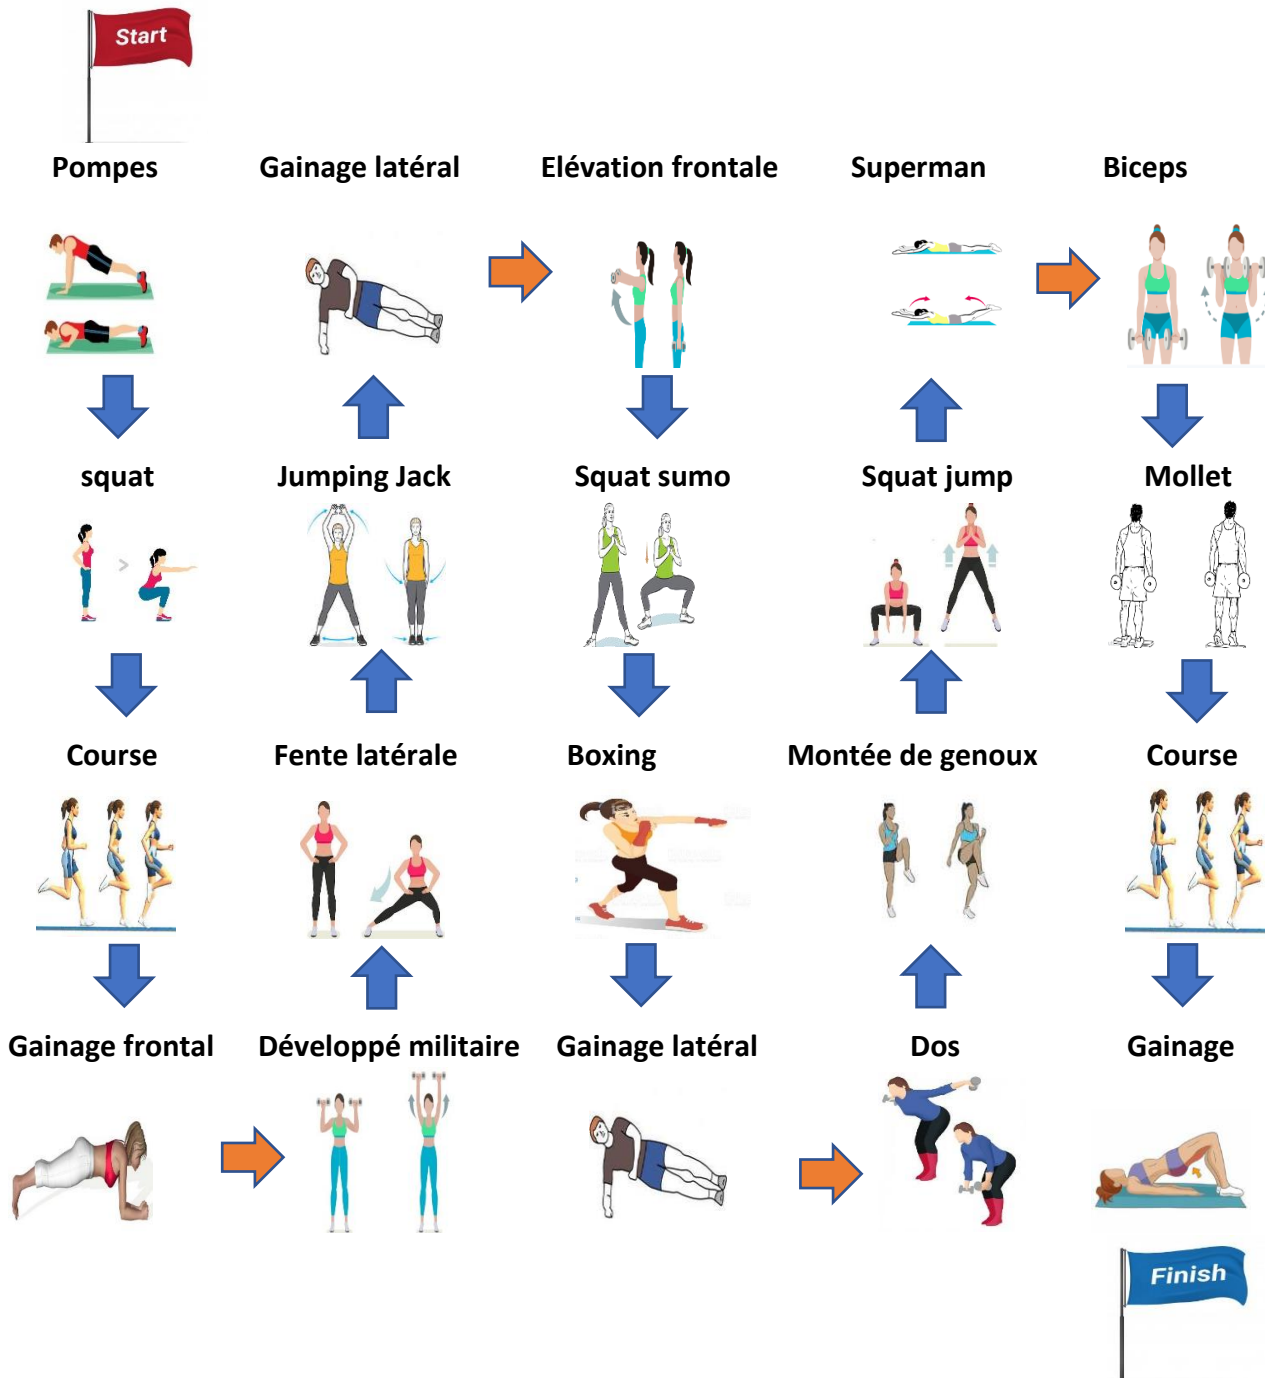 Start
Pompes Gainage latéral Elévation frontale Superman Biceps
squat Jumping Jack Squat sumo Squat jump Mollet
Course Fente latérale Boxing Montée de genoux Course
Gainage frontal Développé militaire Gainage latéral Dos Gainage
Finish